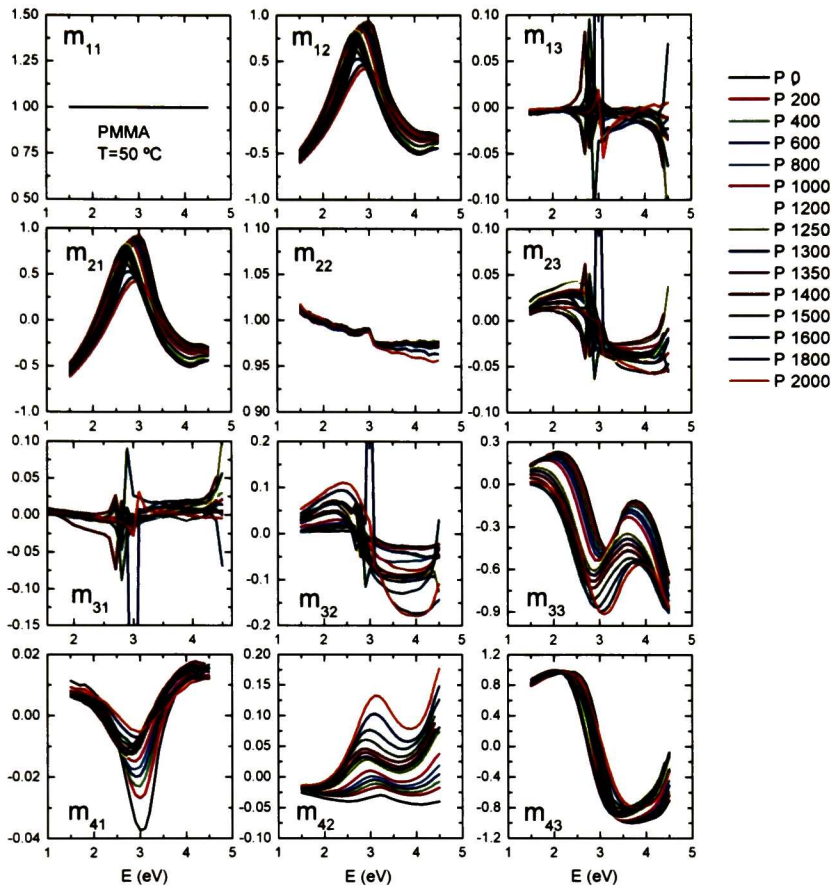 m11
PMMA
T=50 ºC
1.50
1.25
1.00
0.75
0.50
1 2 3 4 5
m12
1.0
0.5
0.0
-0.5
-1.0
1 2 3 4 5
m13
0.10
0.05
0.00
-0.05
-0.10
1 2 3 4 5
m21
1.0
0.5
0.0
-0.5
-1.0
1 2 3 4 5
m22
1.10
1.05
1.00
0.95
0.90
1 2 3 4 5
m23
0.10
0.05
0.00
-0.05
-0.10
1 2 3 4 5
m31
0.10
0.05
0.00
-0.05
-0.10
-0.15
2 3 4
m32
0.2
0.1
0.0
-0.1
-0.2
1 2 3 4 5
m33
0.3
0.0
-0.3
-0.6
-0.9
1 2 3 4 5
m41
0.02
0.00
-0.02
-0.04
1 2 3 4 5
E (eV)
m42
0.20
0.15
0.10
0.05
0.00
-0.05
-0.10
1 2 3 4 5
E (eV)
m43
1.2
0.8
0.4
0.0
-0.4
-0.8
-1.2
1 2 3 4 5
E (eV)
P 0
P 200
P 400
P 600
P 800
P 1000
P 1200
P 1250
P 1300
P 1350
P 1400
P 1500
P 1600
P 1800
P 2000